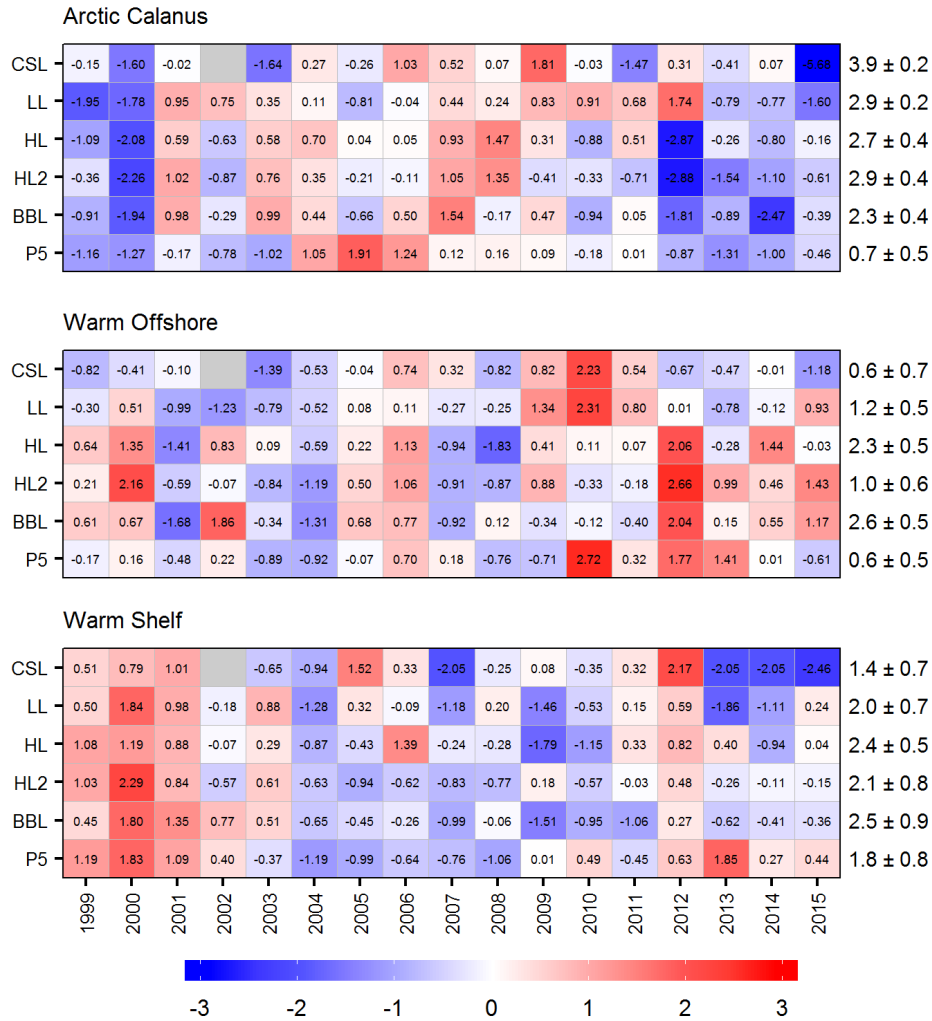 Arctic Calanus
CSL -0.15 -1.60 -0.02 -1.64 0.27 -0.26 1.03 0.52 0.07 1.81 -0.03 -1.47 0.31 -0.41 0.07 -5.68 3.9 ± 0.2
LL -1.95 -1.78 0.95 0.75 0.35 0.11 -0.81 -0.04 0.44 0.24 0.83 0.91 0.68 1.74 -0.79 -0.77 -1.60 2.9 ± 0.2
HL -1.09 -2.08 0.59 -0.63 0.58 0.70 0.04 0.05 0.93 1.47 0.31 -0.88 0.51 -2.87 -0.26 -0.80 -0.16 2.7 ± 0.4
HL2 -0.36 -2.26 1.02 -0.87 0.76 0.35 -0.21 -0.11 1.05 1.35 -0.41 -0.33 -0.71 -2.88 -1.54 -1.10 -0.61 2.9 ± 0.4
BBL -0.91 -1.94 0.98 -0.29 0.99 0.44 -0.66 0.50 1.54 -0.17 0.47 -0.94 0.05 -1.81 -0.89 -2.47 -0.39 2.3 ± 0.4
P5 -1.16 -1.27 -0.17 -0.78 -1.02 1.05 1.91 1.24 0.12 0.16 0.09 -0.18 0.01 -0.87 -1.31 -1.00 -0.46 0.7 ± 0.5
Warm Offshore
CSL -0.82 -0.41 -0.10 -1.39 -0.53 -0.04 0.74 0.32 -0.82 0.82 2.23 0.54 -0.67 -0.47 -0.01 -1.18 0.6 ± 0.7
LL -0.30 0.51 -0.99 -1.23 -0.79 -0.52 0.08 0.11 -0.27 -0.25 1.34 2.31 0.80 0.01 -0.78 -0.12 0.93 1.2 ± 0.5
HL 0.64 1.35 -1.41 0.83 0.09 -0.59 0.22 1.13 -0.94 -1.83 0.41 0.11 0.07 2.06 -0.28 1.44 -0.03 2.3 ± 0.5
HL2 0.21 2.16 -0.59 -0.07 -0.84 -1.19 0.50 1.06 -0.91 -0.87 0.88 -0.33 -0.18 2.66 0.99 0.46 1.43 1.0 ± 0.6
BBL 0.61 0.67 -1.68 1.86 -0.34 -1.31 0.68 0.77 -0.92 0.12 -0.34 -0.12 -0.40 2.04 0.15 0.55 1.17 2.6 ± 0.5
P5 -0.17 0.16 -0.48 0.22 -0.89 -0.92 -0.07 0.70 0.18 -0.76 -0.71 2.72 0.32 1.77 1.41 0.01 -0.61 0.6 ± 0.5
Warm Shelf
CSL 0.51 0.79 1.01 -0.65 -0.94 1.52 0.33 -2.05 -0.25 0.08 -0.35 0.32 2.17 -2.05 -2.05 -2.46 1.4 ± 0.7
LL 0.50 1.84 0.98 -0.18 0.88 -1.28 0.32 -0.09 -1.18 0.20 -1.46 -0.53 0.15 0.59 -1.86 -1.11 0.24 2.0 ± 0.7
HL 1.08 1.19 0.88 -0.07 0.29 -0.87 -0.43 1.39 -0.24 -0.28 -1.79 -1.15 0.33 0.82 0.40 -0.94 0.04 2.4 ± 0.5
HL2 1.03 2.29 0.84 -0.57 0.61 -0.63 -0.94 -0.62 -0.83 -0.77 0.18 -0.57 -0.03 0.48 -0.26 -0.11 -0.15 2.1 ± 0.8
BBL 0.45 1.80 1.35 0.77 0.51 -0.65 -0.45 -0.26 -0.99 -0.06 -1.51 -0.95 -1.06 0.27 -0.62 -0.41 -0.36 2.5 ± 0.9
P5 1.19 1.83 1.09 0.40 -0.37 -1.19 -0.99 -0.64 -0.76 -1.06 0.01 0.49 -0.45 0.63 1.85 0.27 0.44 1.8 ± 0.8
1999 2000 2001 2002 2003 2004 2005 2006 2007 2008 2009 2010 2011 2012 2013 2014 2015
-3 -2 -1 0 1 2 3